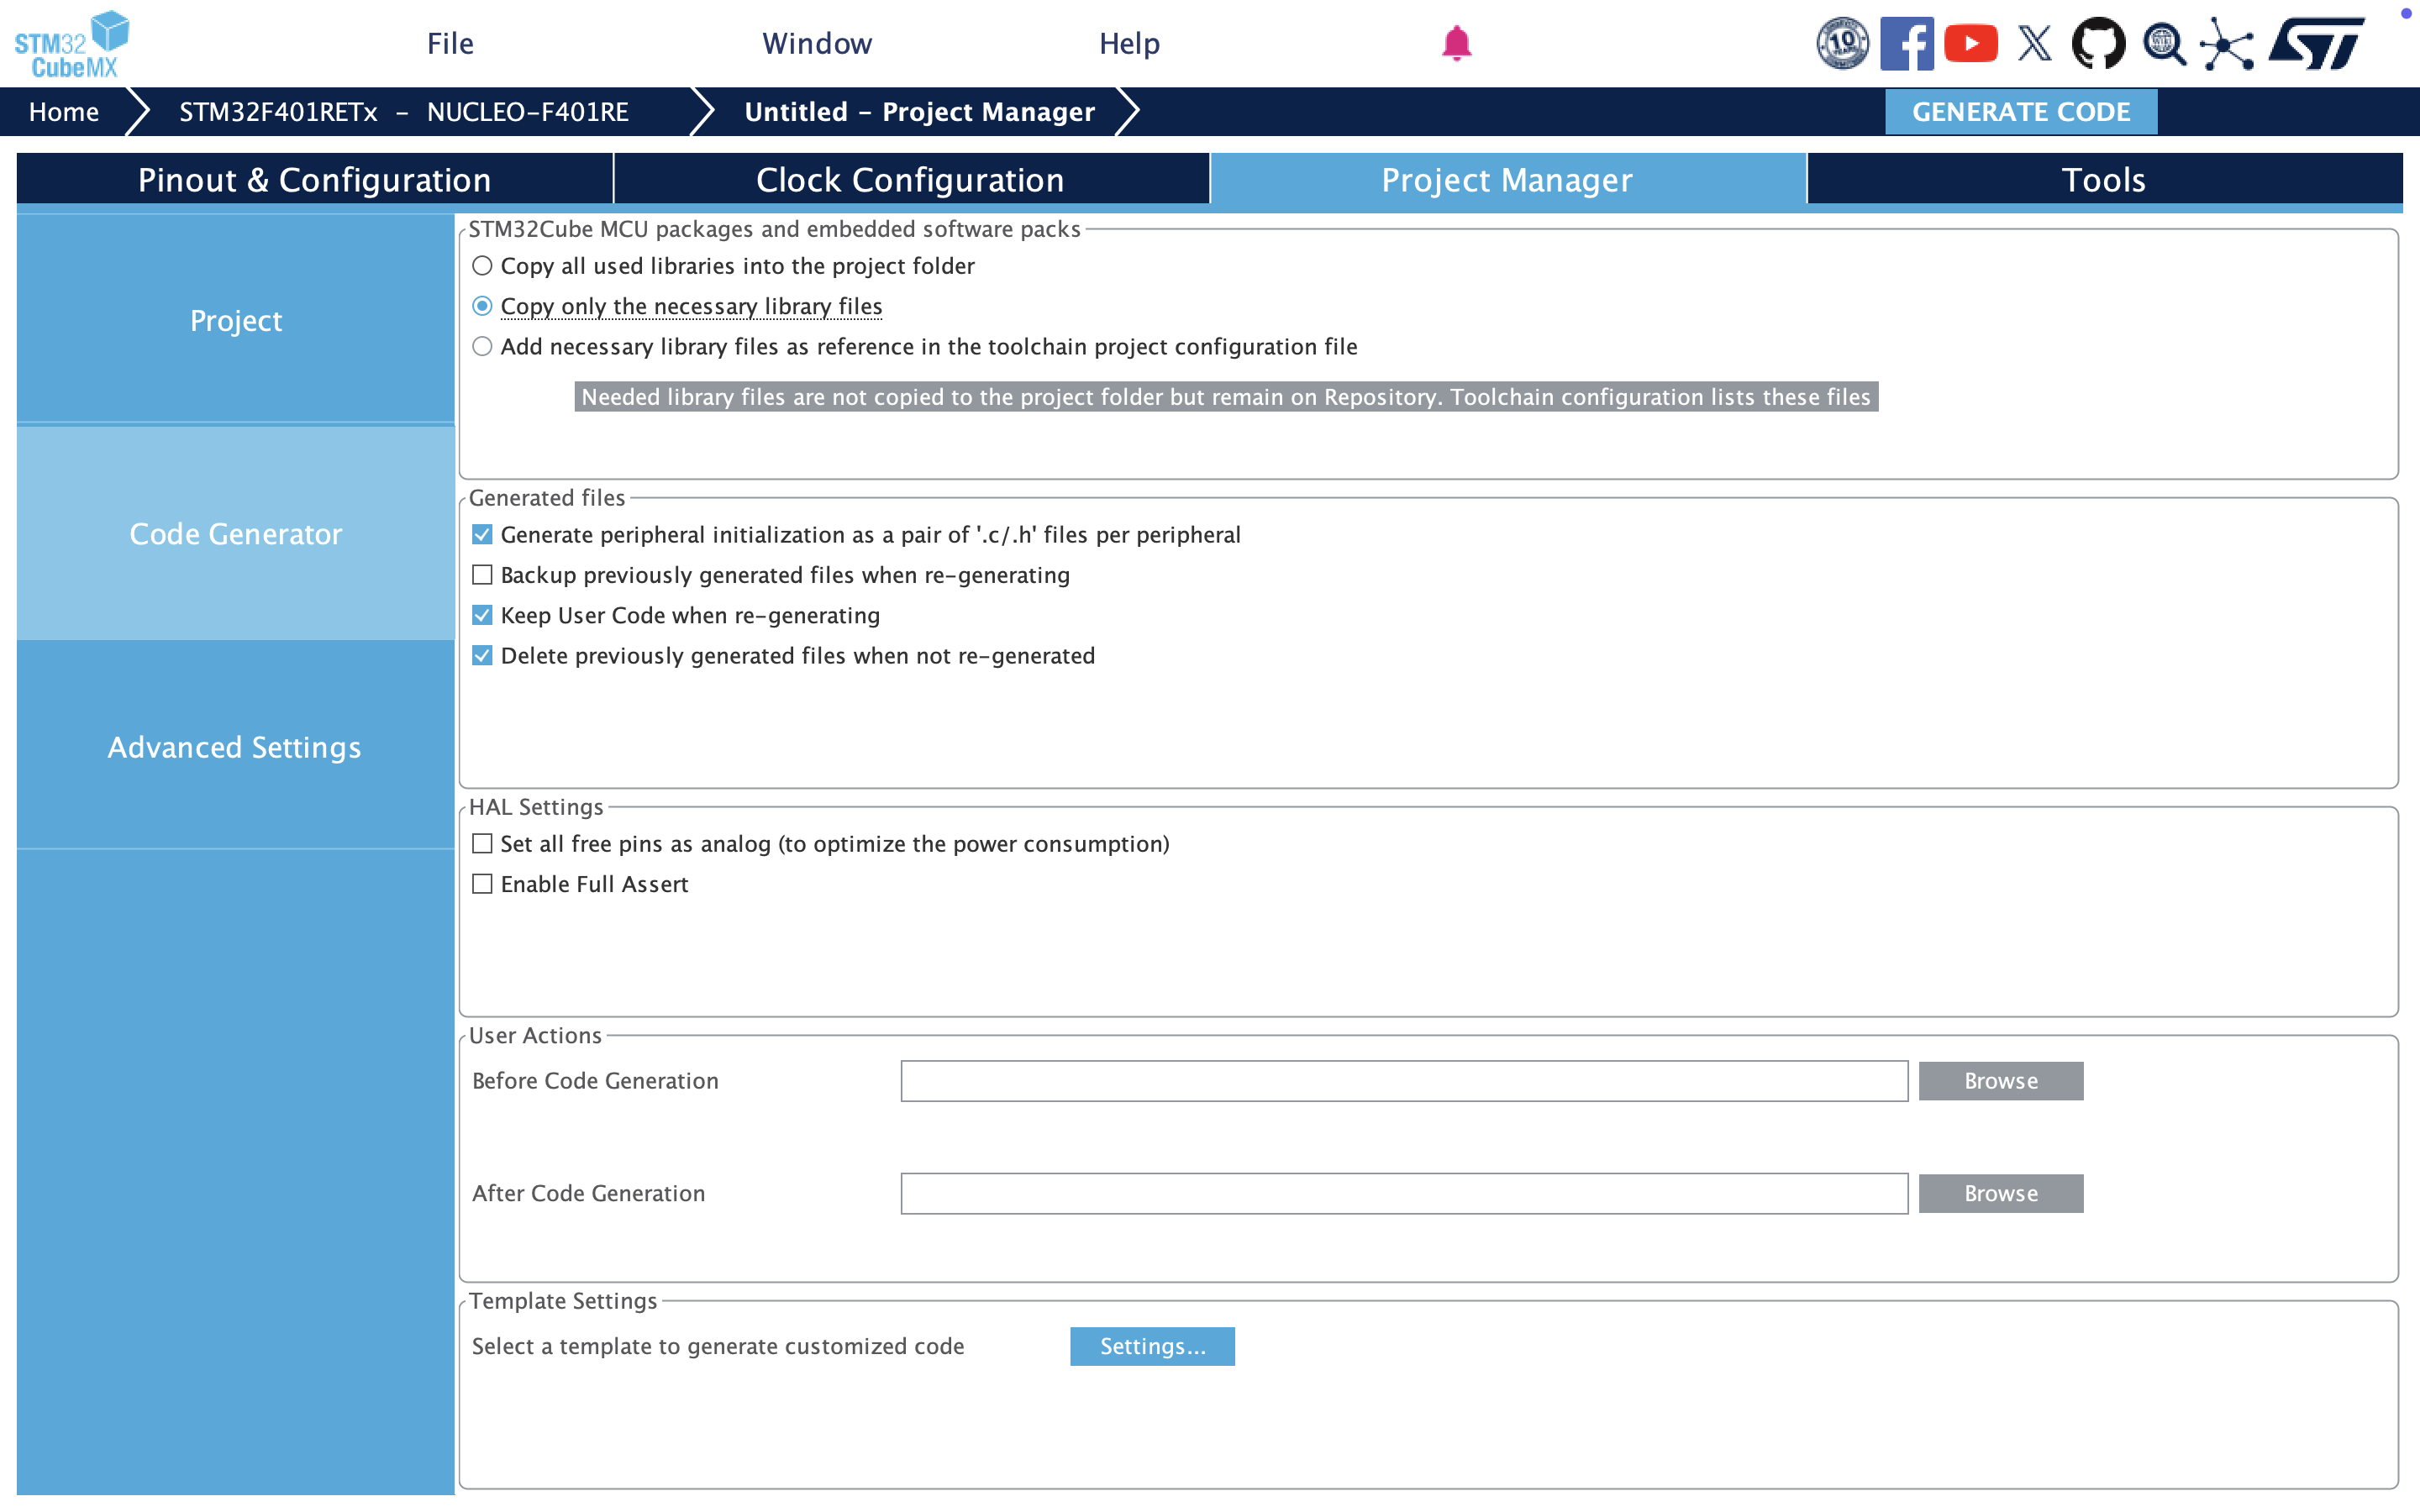 STM32
CubeMX
File
Window
Help
10
ST
Home
STM32F401RETx – NUCLEO-F401RE
Untitled – Project Manager
GENERATE CODE
Pinout & Configuration
Clock Configuration
Project Manager
Tools
Project
Code Generator
Advanced Settings
STM32Cube MCU packages and embedded software packs
Copy all used libraries into the project folder
Copy only the necessary library files
Add necessary library files as reference in the toolchain project configuration file
Needed library files are not copied to the project folder but remain on Repository. Toolchain configuration lists these files
Generated files
Generate peripheral initialization as a pair of '.c/.h' files per peripheral
Backup previously generated files when re-generating
Keep User Code when re-generating
Delete previously generated files when not re-generated
HAL Settings
Set all free pins as analog (to optimize the power consumption)
Enable Full Assert
User Actions
Before Code Generation
Browse
After Code Generation
Browse
Template Settings
Select a template to generate customized code
Settings...